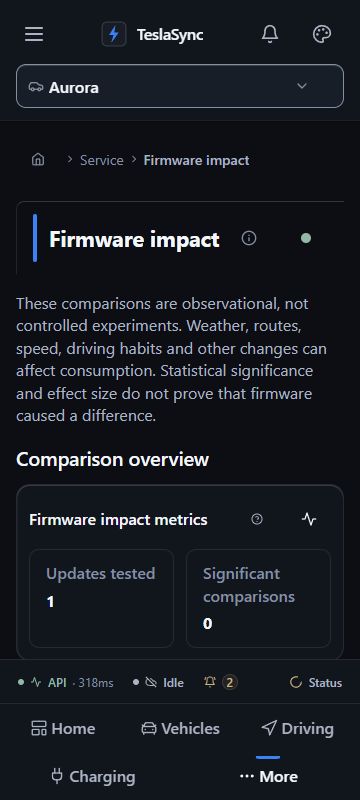 TeslaSync
Aurora
Service
Firmware impact
Firmware impact
These comparisons are observational, not
controlled experiments. Weather, routes,
speed, driving habits and other changes can
affect consumption. Statistical significance
and effect size do not prove that firmware
caused a difference.
Comparison overview
Firmware impact metrics
Updates tested
1
Significant
comparisons
0
API · 318ms
Idle
2
Status
Home
Vehicles
Driving
Charging
More